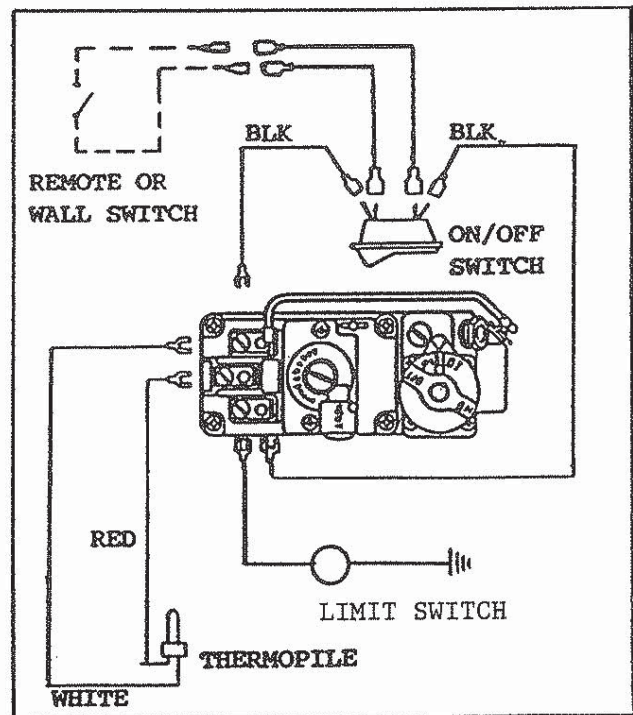 BLK
BLK
REMOTE OR
WALL SWITCH
ON/OFF
SWITCH
RED
LIMIT SWITCH
THERMOPILE
WHITE